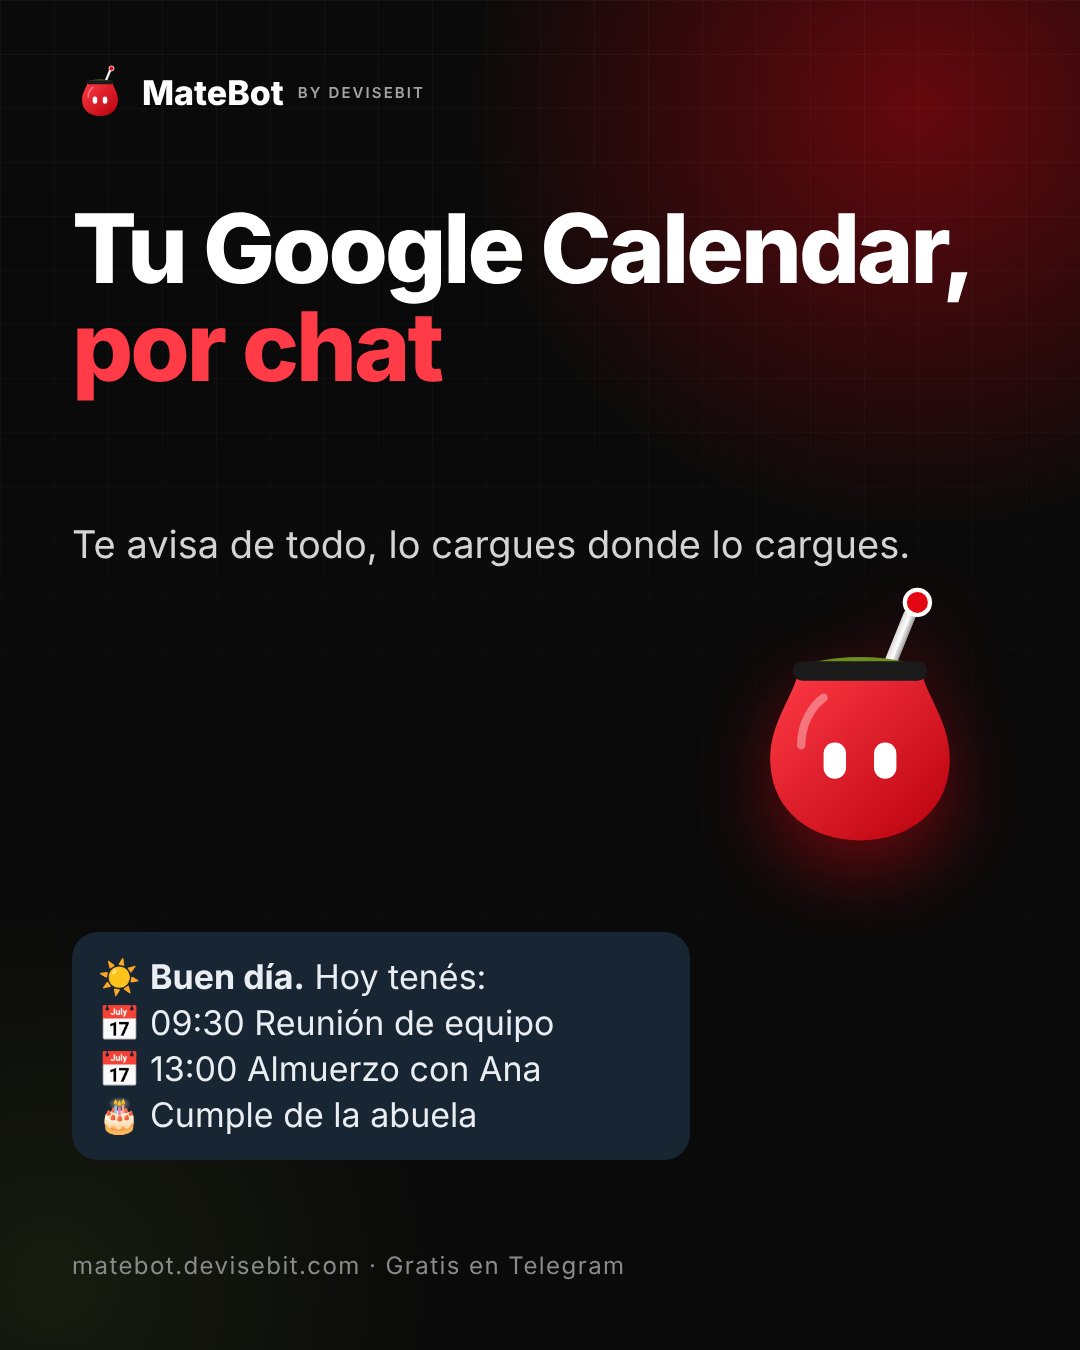 MateBot BY DEVISEBIT
Tu Google Calendar,
por chat
Te avisa de todo, lo cargues donde lo cargues.
☀️ Buen día. Hoy tenés:
📅 09:30 Reunión de equipo
📅 13:00 Almuerzo con Ana
🎂 Cumple de la abuela
matebot.devisebit.com · Gratis en Telegram